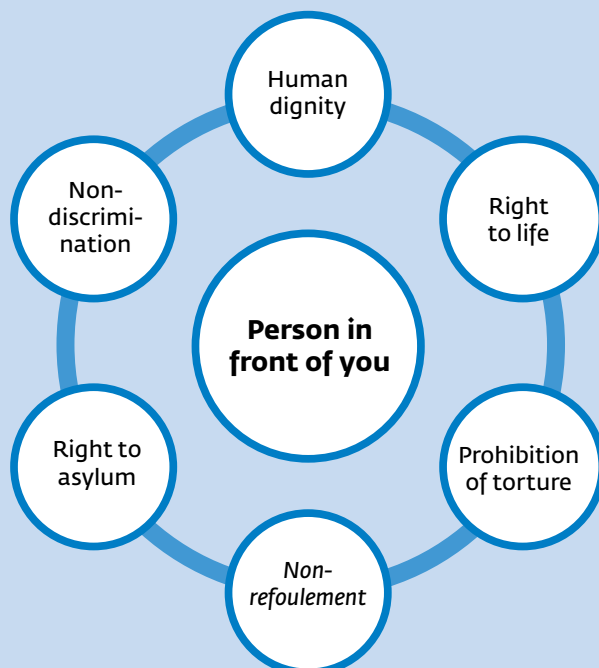 Human
dignity
Non-
discrimi-
nation
Right
to life
Person in
front of you
Right to
asylum
Prohibition
of torture
Non-
refoulement